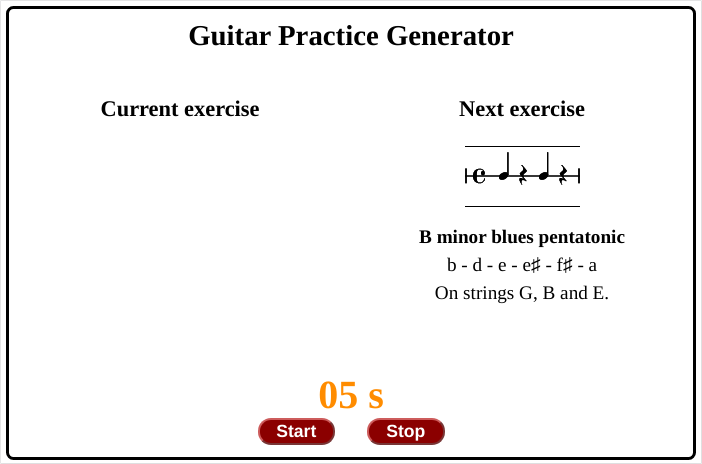 Guitar Practice Generator
Current exercise
Next exercise
B minor blues pentatonic
b - d - e - e♯ - f♯ - a
On strings G, B and E.
05 s
Start
Stop